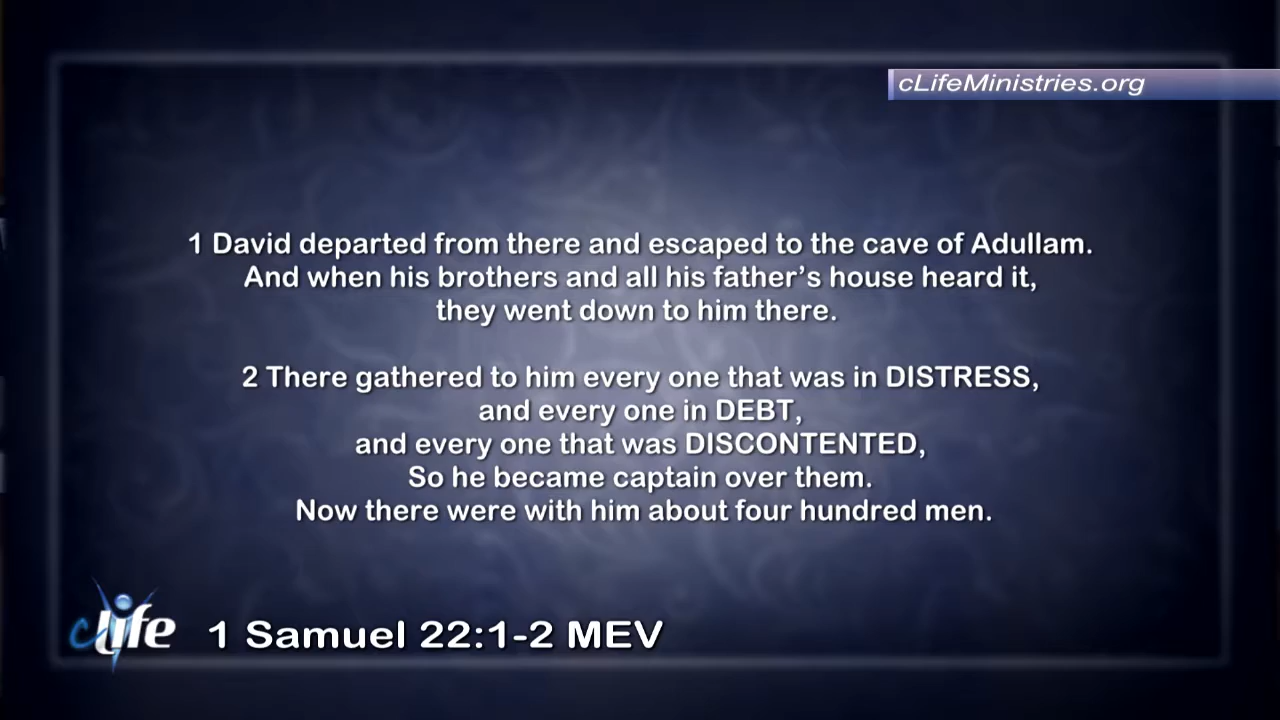 cLifeMinistries.org
1 David departed from there and escaped to the cave of Adullam.
And when his brothers and all his father’s house heard it,
they went down to him there.
2 There gathered to him every one that was in DISTRESS,
and every one in DEBT,
and every one that was DISCONTENTED,
So he became captain over them.
Now there were with him about four hundred men.
cLife
1 Samuel 22:1-2 MEV